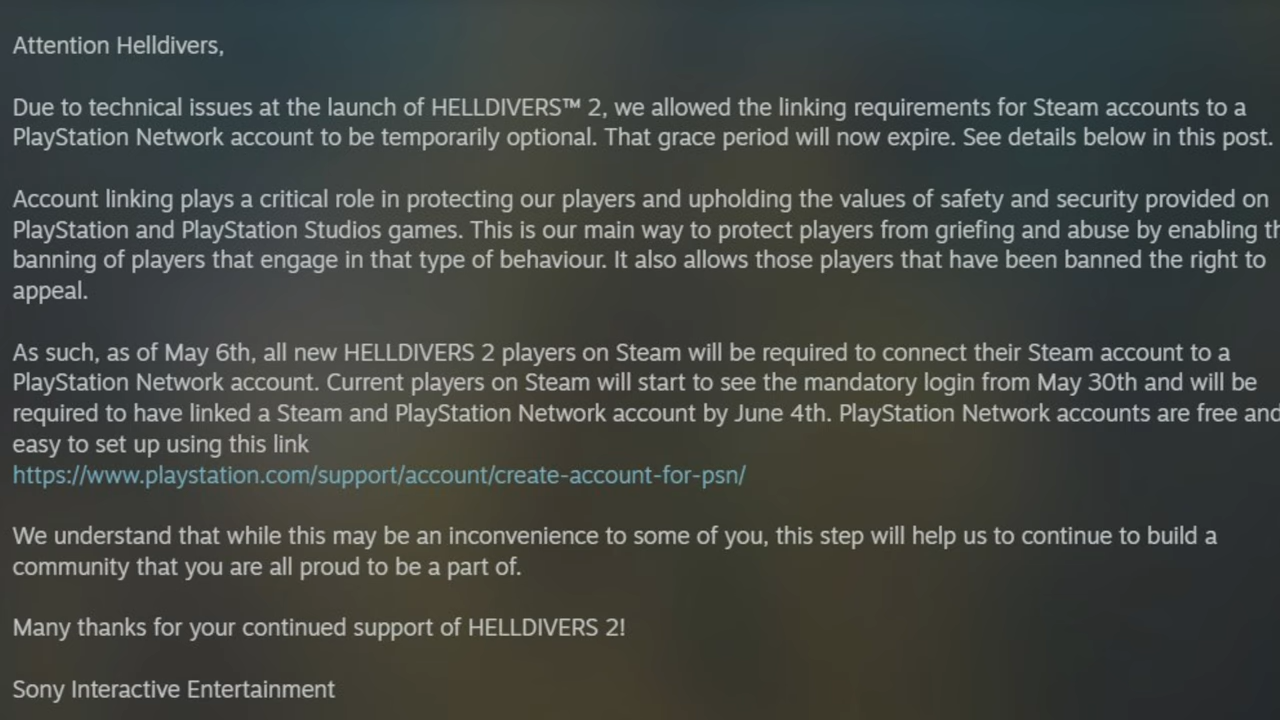 Attention Helldivers,
Due to technical issues at the launch of HELLDIVERS™ 2, we allowed the linking requirements for Steam accounts to a
PlayStation Network account to be temporarily optional. That grace period will now expire. See details below in this post.
Account linking plays a critical role in protecting our players and upholding the values of safety and security provided on
PlayStation and PlayStation Studios games. This is our main way to protect players from griefing and abuse by enabling th
banning of players that engage in that type of behaviour. It also allows those players that have been banned the right to
appeal.
As such, as of May 6th, all new HELLDIVERS 2 players on Steam will be required to connect their Steam account to a
PlayStation Network account. Current players on Steam will start to see the mandatory login from May 30th and will be
required to have linked a Steam and PlayStation Network account by June 4th. PlayStation Network accounts are free and
easy to set up using this link
https://www.playstation.com/support/account/create-account-for-psn/
We understand that while this may be an inconvenience to some of you, this step will help us to continue to build a
community that you are all proud to be a part of.
Many thanks for your continued support of HELLDIVERS 2!
Sony Interactive Entertainment